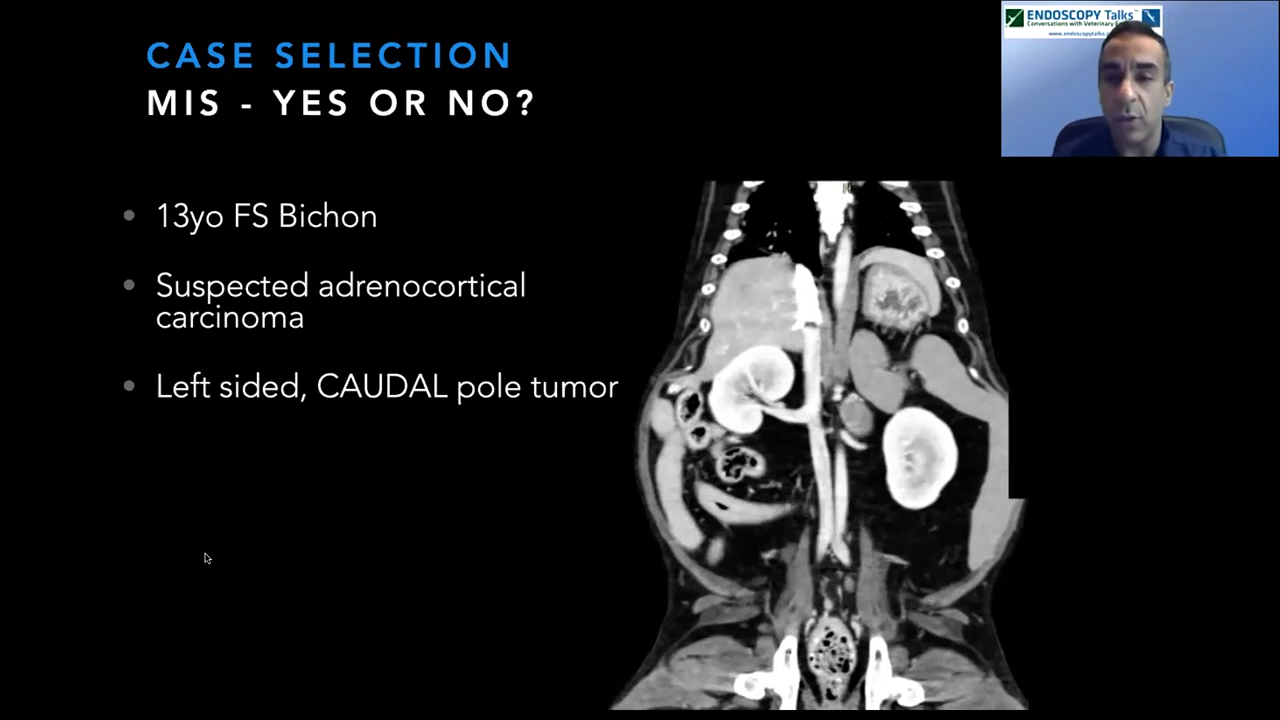 CASE SELECTION
MIS - YES OR NO?
13yo FS Bichon
Suspected adrenocortical
carcinoma
Left sided, CAUDAL pole tumor
ENDOSCOPY Talks™
Conversations with Veterinary